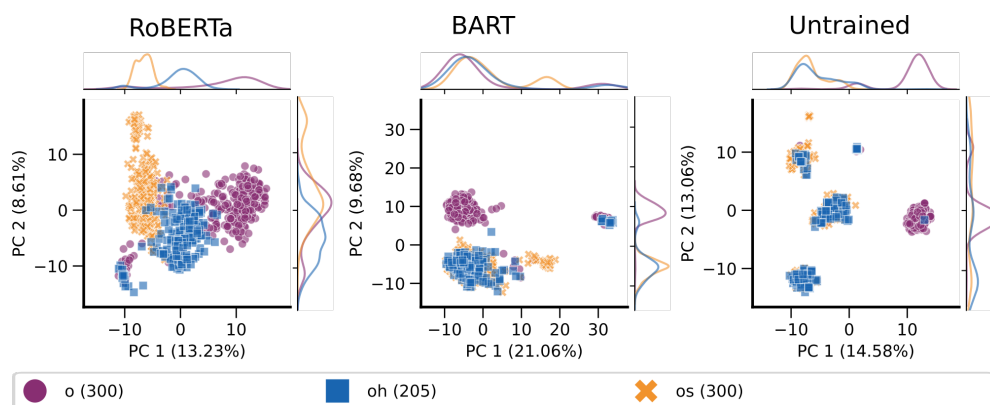 RoBERTa
BART
Untrained
PC 2 (8.61%)
10
0
−10
−10
0
10
PC 1 (13.23%)
PC 2 (9.68%)
30
20
10
0
−10
−10
0
10
20
30
PC 1 (21.06%)
PC 2 (13.06%)
10
0
−10
−10
0
10
PC 1 (14.58%)
o (300)
oh (205)
os (300)